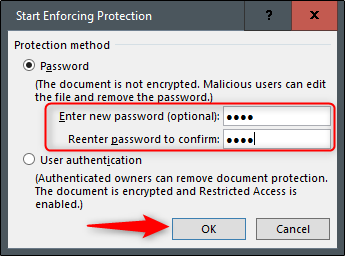 Start Enforcing Protection ? ×
Protection method
Password
(The document is not encrypted. Malicious users can edit
the file and remove the password.)
Enter new password (optional): ••••
Reenter password to confirm: ••••
User authentication
(Authenticated owners can remove document protection.
The document is encrypted and Restricted Access is
enabled.)
OK Cancel